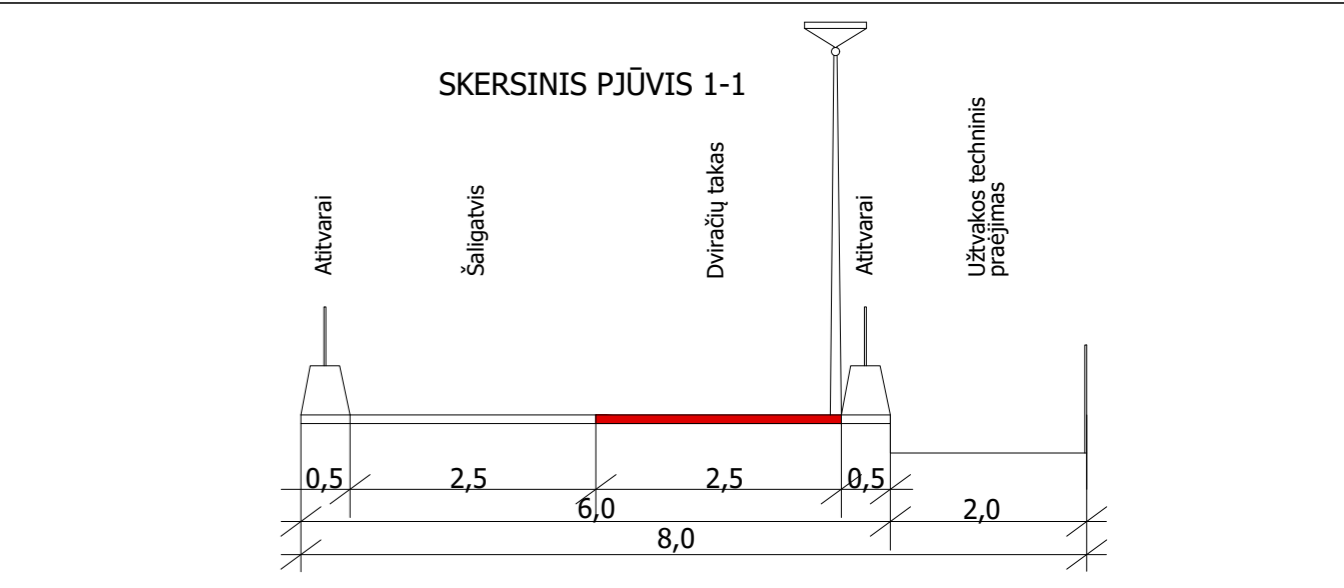 SKERSINIS PJŪVIS 1-1
Atitvarai
Šaligatvis
Dviračių takas
Atitvarai
Užtvakos techninis
praėjimas
0,5
2,5
2,5
0,5
6,0
2,0
8,0